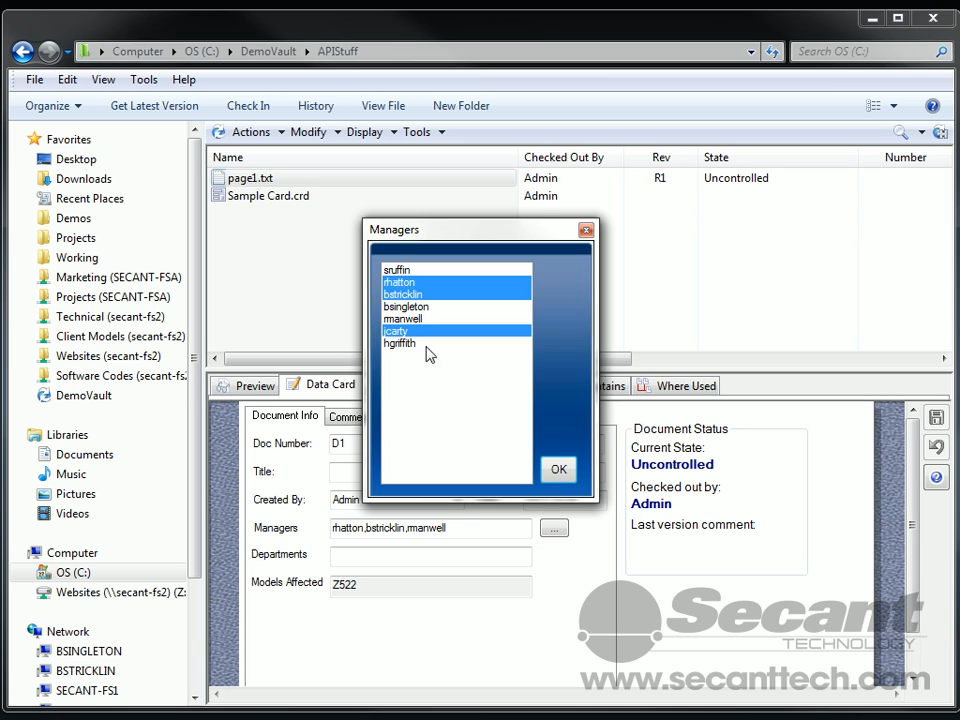 Computer OS (C:) DemoVault APIStuff
Search OS (C:)
File Edit View Tools Help
Organize Get Latest Version Check In History View File New Folder
Favorites
Desktop
Downloads
Recent Places
Demos
Projects
Working
Marketing (SECANT-FSA)
Projects (SECANT-FSA)
Technical (secant-fs2)
Client Models (secant-fs2)
Websites (secant-fs2)
Software Codes (secant-fs2
DemoVault
Libraries
Documents
Music
Pictures
Videos
Computer
OS (C:)
Websites (\\secant-fs2) (Z:
Network
BSINGLETON
BSTRICKLIN
SECANT-FS1
Actions Modify Display Tools
Name Checked Out By Rev State Number
page1.txt Admin R1 Uncontrolled
Sample Card.crd Admin
Managers
sruffin
rhatton
bstricklin
bsingleton
rmanwell
jcarty
hgriffith
OK
Preview Data Card Where Used
Document Info
Doc Number: D1
Title:
Created By: Admin
Managers rhatton,bstricklin,rmanwell ...
Departments
Models Affected Z522
Document Status
Current State:
Uncontrolled
Checked out by:
Admin
Last version comment:
Secant
TECHNOLOGY
www.secanttech.com